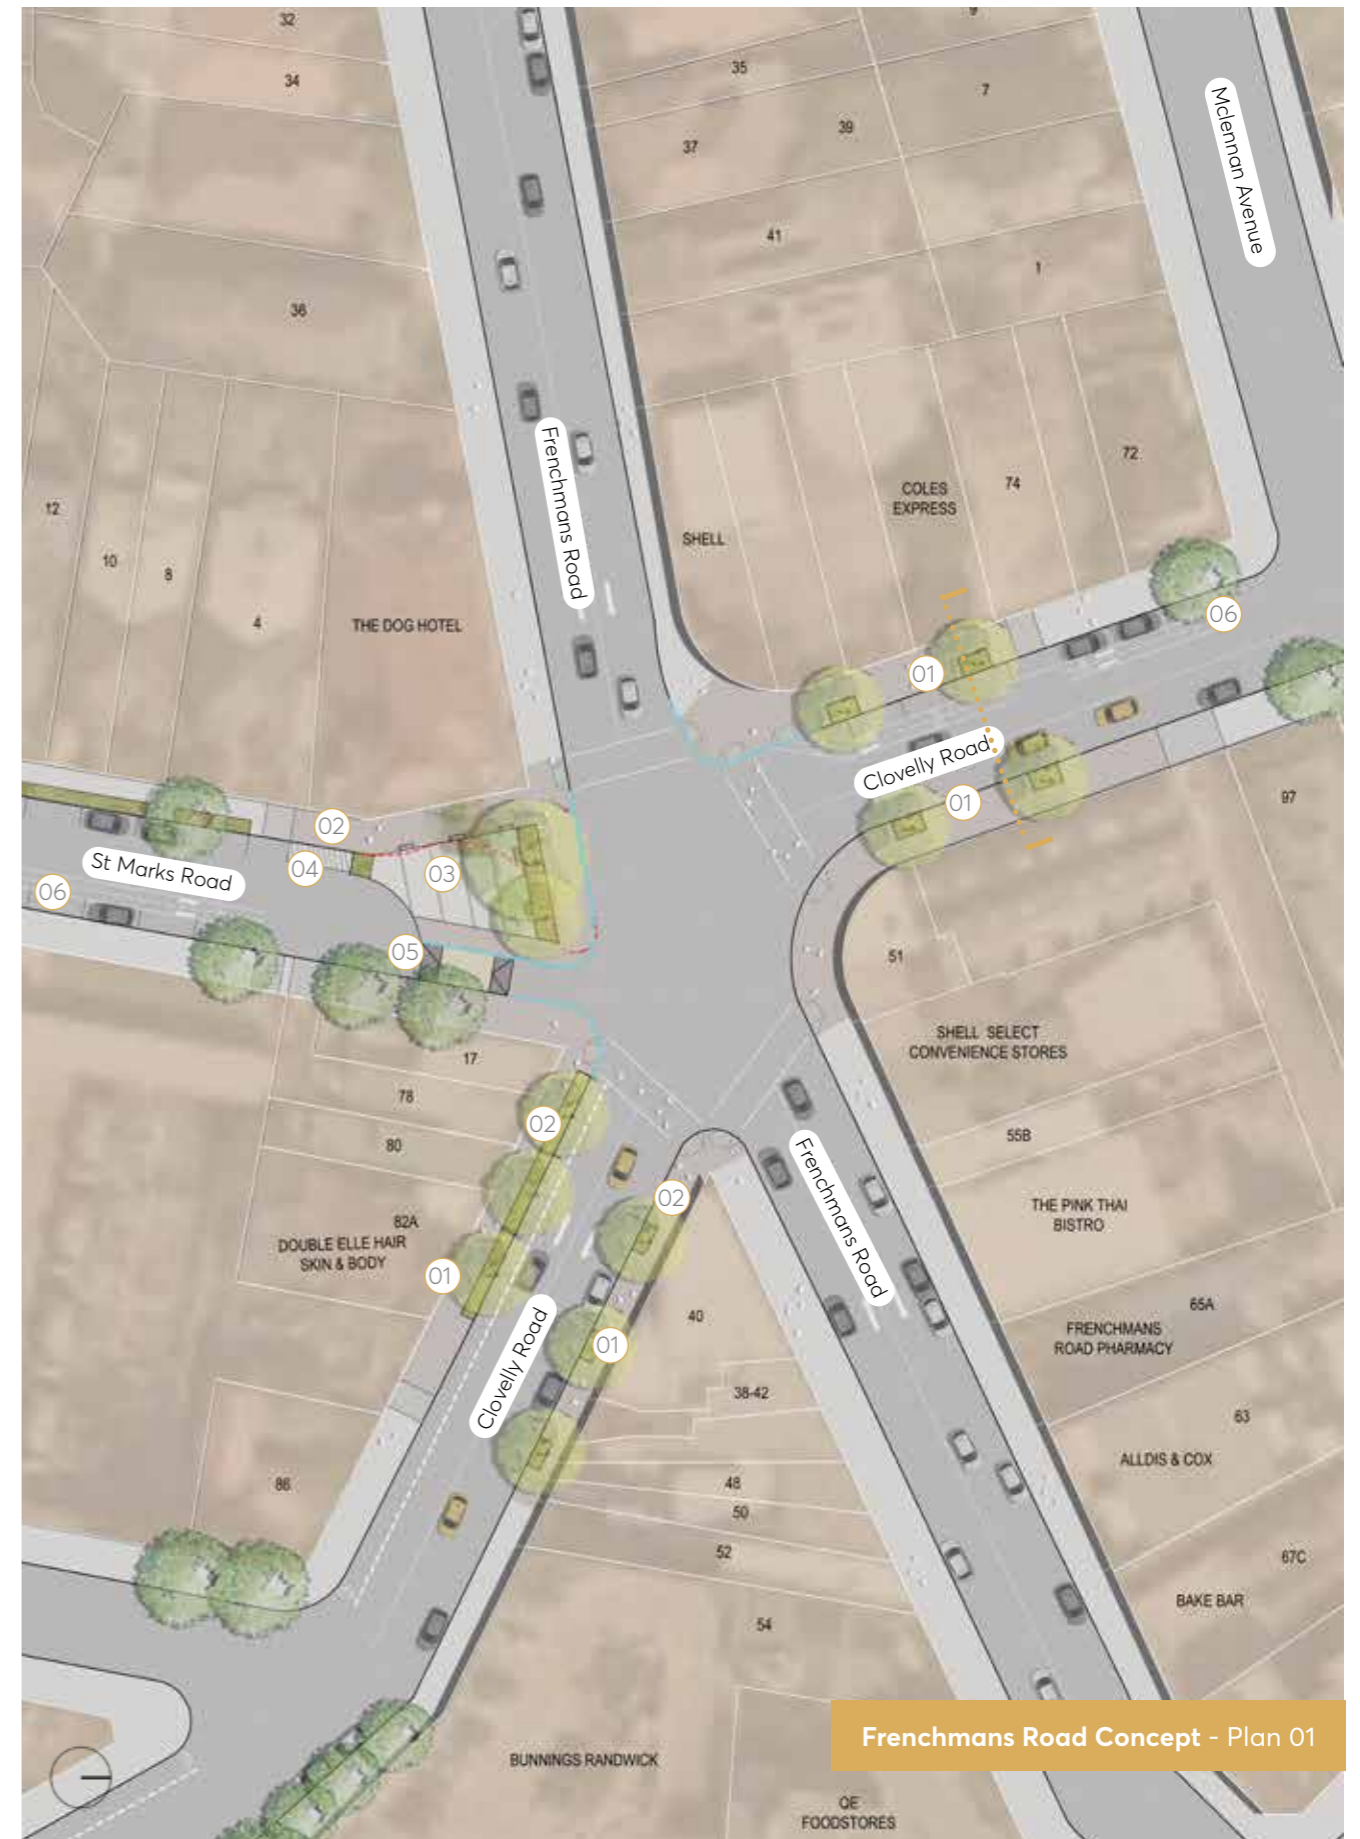 32
34
35
37
39
7
41
1
36
Mclennan Avenue
Frenchmans Road
72
74
COLES
EXPRESS
SHELL
12
10
8
4
THE DOG HOTEL
06
01
Clovelly Road
01
97
02
04
03
St Marks Road
06
05
51
SHELL SELECT
CONVENIENCE STORES
17
78
80
02
55B
82A
DOUBLE ELLE HAIR
SKIN & BODY
01
02
Frenchmans Road
THE PINK THAI
BISTRO
40
01
65A
FRENCHMANS
ROAD PHARMACY
Clovelly Road
38-42
63
ALLDIS & COX
86
48
50
52
54
67C
BAKE BAR
Frenchmans Road Concept - Plan 01
BUNNINGS RANDWICK
OE
FOODSTORES